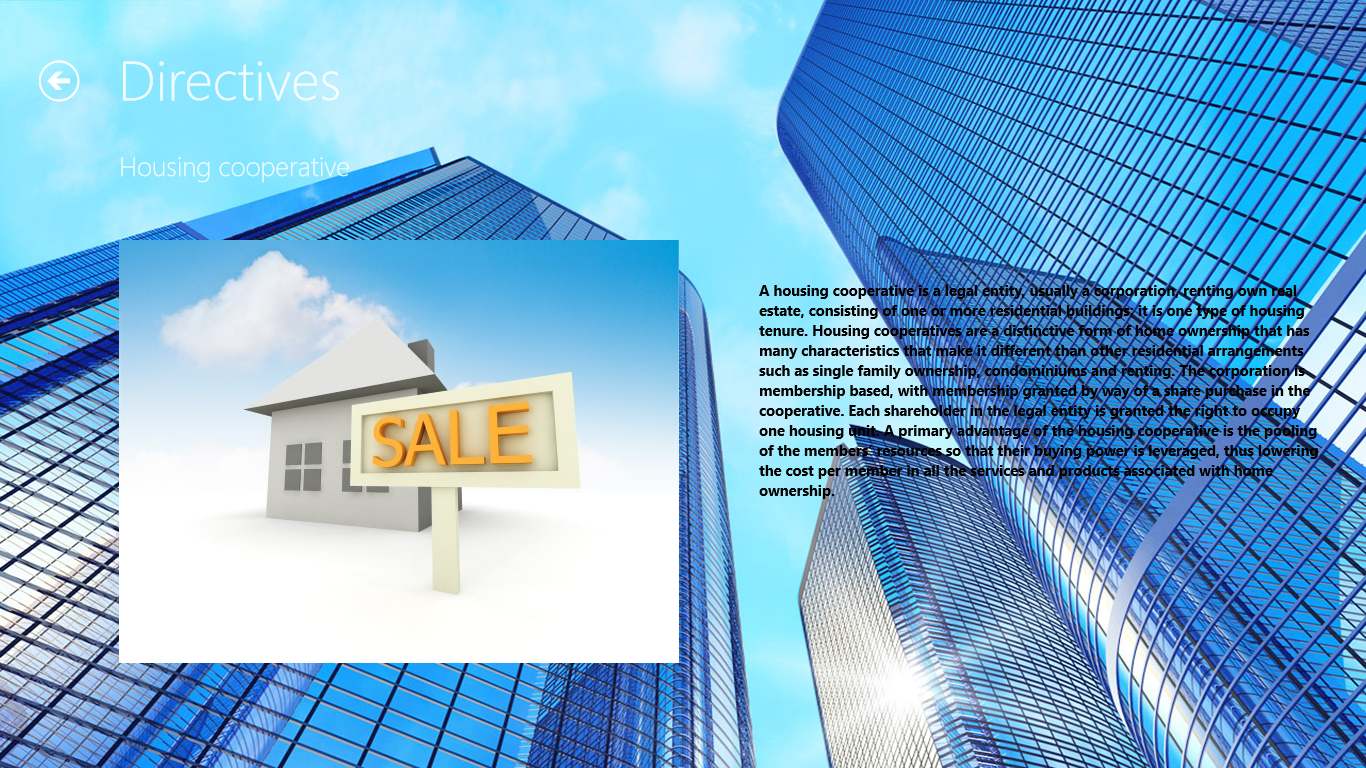 Directives
Housing cooperative
SALE
A housing cooperative is a legal entity, usually a corporation, renting own real
estate, consisting of one or more residential buildings; it is one type of housing
tenure. Housing cooperatives are a distinctive form of home ownership that has
many characteristics that make it different than other residential arrangements
such as single family ownership, condominiums and renting. The corporation is
membership based, with membership granted by way of a share purchase in the
cooperative. Each shareholder in the legal entity is granted the right to occupy
one housing unit. A primary advantage of the housing cooperative is the pooling
of the members' resources so that their buying power is leveraged, thus lowering
the cost per member in all the services and products associated with home
ownership.